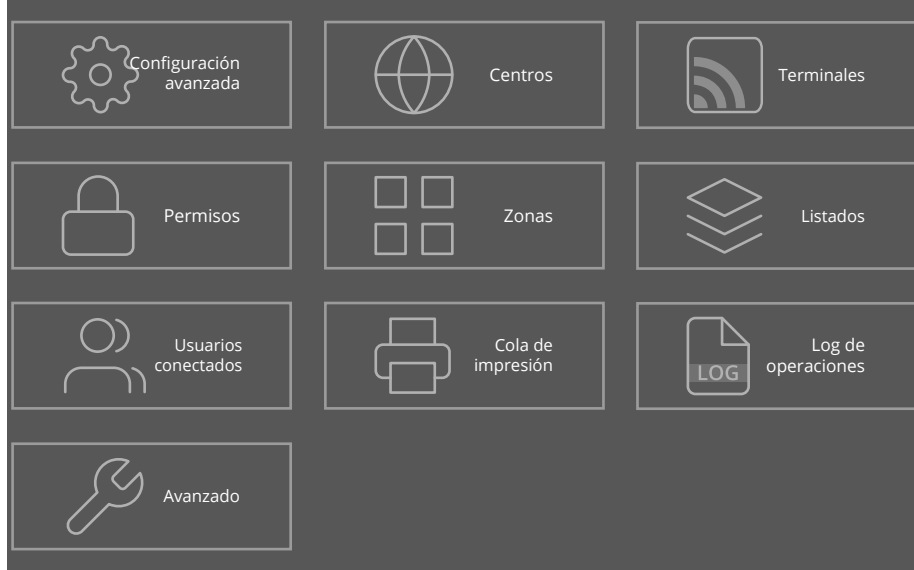 Configuración
avanzada
Centros
Terminales
Permisos
Zonas
Listados
Usuarios
conectados
Cola de
impresión
LOG
Log de
operaciones
Avanzado